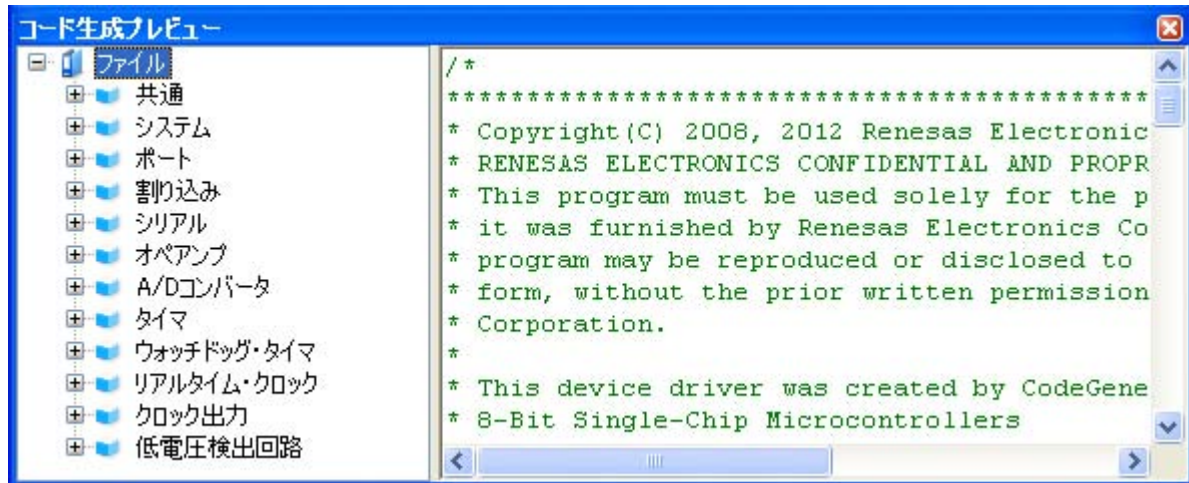 コード生成プレビュー
ファイル
共通
システム
ポート
割り込み
シリアル
オペアンプ
A/Dコンバータ
タイマ
ウォッチドッグ・タイマ
リアルタイム・クロック
クロック出力
低電圧検出回路
/*
********************************************
* Copyright(C) 2008, 2012 Renesas Electronic
* RENESAS ELECTRONICS CONFIDENTIAL AND PROPR
* This program must be used solely for the p
* it was furnished by Renesas Electronics Co
* program may be reproduced or disclosed to
* form, without the prior written permission
* Corporation.
*
* This device driver was created by CodeGene
* 8-Bit Single-Chip Microcontrollers